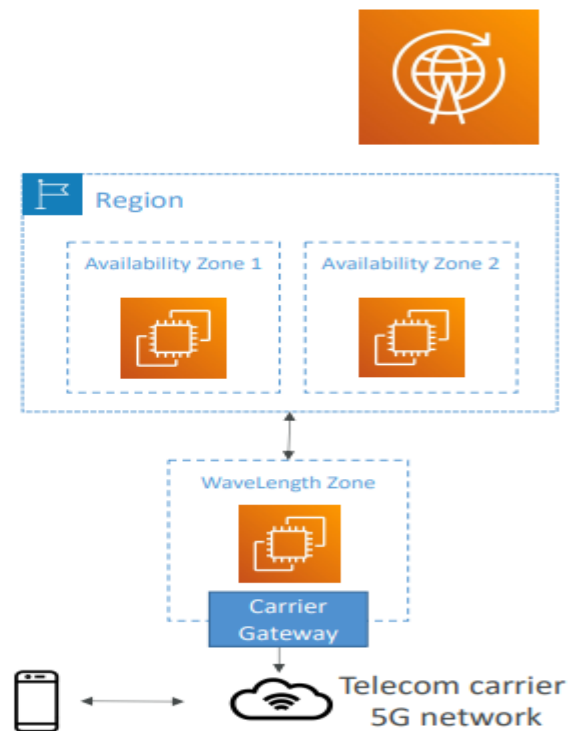 Region
Availability Zone 1
Availability Zone 2
WaveLength Zone
Carrier
Gateway
Telecom carrier
5G network